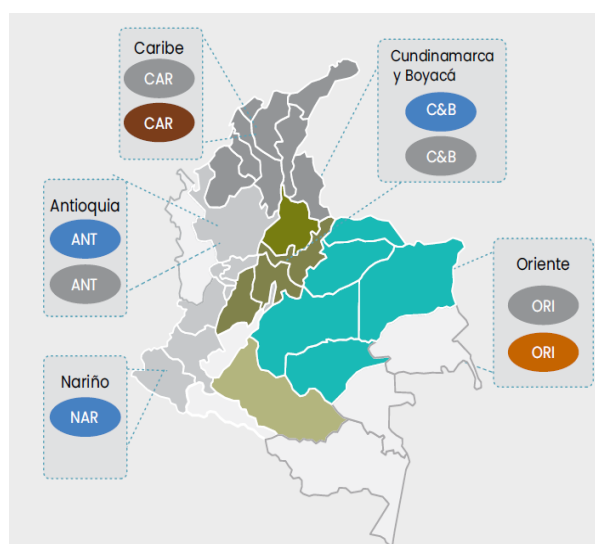 Caribe
CAR
CAR
Cundinamarca
y Boyacá
C&B
C&B
Antioquia
ANT
ANT
Oriente
ORI
ORI
Nariño
NAR